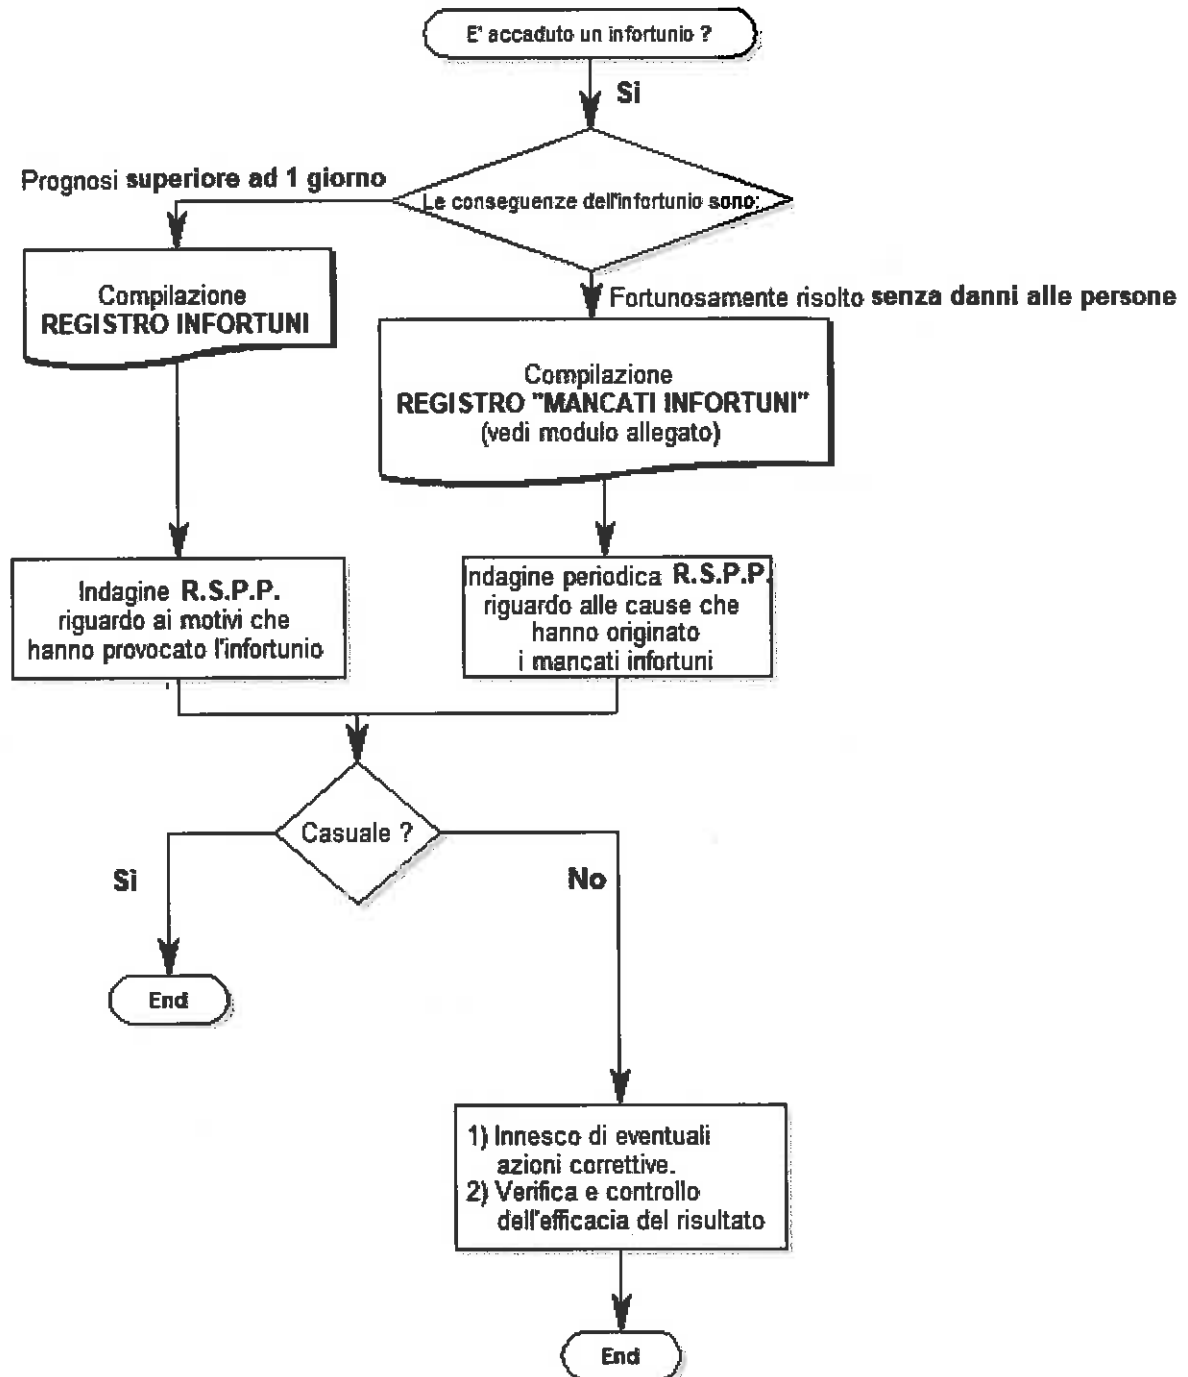 E' accaduto un infortunio ?
Si
Prognosi superiore ad 1 giorno
Le conseguenze dell'infortunio sono:
Compilazione
REGISTRO INFORTUNI
Fortunosamente risolto senza danni alle persone
Compilazione
REGISTRO "MANCATI INFORTUNI"
(vedi modulo allegato)
Indagine R.S.P.P.
riguardo ai motivi che
hanno provocato l'infortunio
Indagine periodica R.S.P.P.
riguardo alle cause che
hanno originato
i mancati infortuni
Casuale ?
Sì
No
End
1) Innesco di eventuali
azioni correttive.
2) Verifica e controllo
dell'efficacia del risultato
End